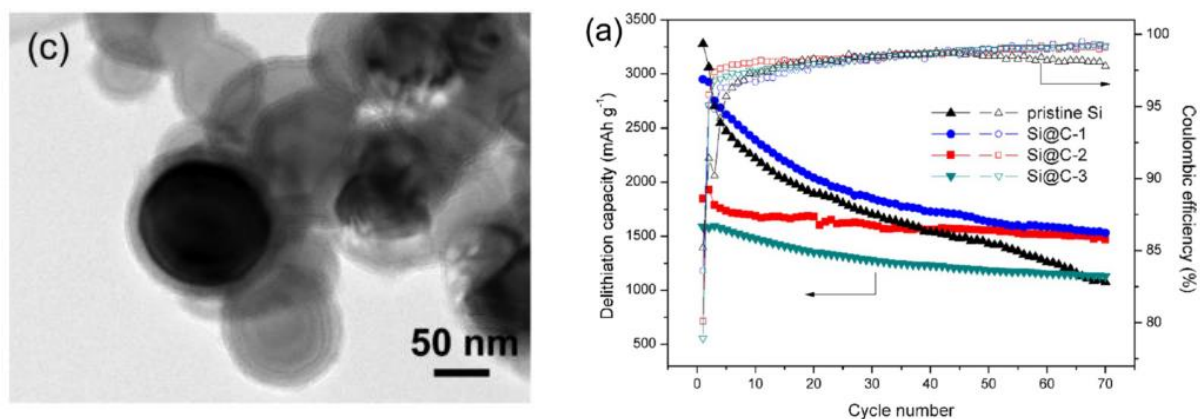 (c)
50 nm
(a)
Delithiation capacity (mAh g⁻¹)
3500
3000
2500
2000
1500
1000
500
pristine Si
Si@C-1
Si@C-2
Si@C-3
100
95
90
85
80
Coulombic efficiency (%)
0 10 20 30 40 50 60 70
Cycle number